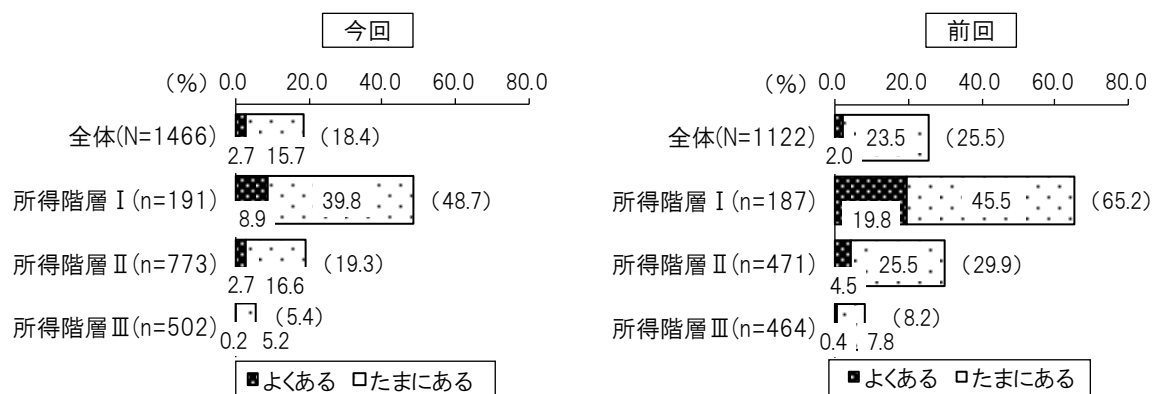 今回
(%) 0.0 20.0 40.0 60.0 80.0
全体(N=1466) 2.7 15.7 (18.4)
所得階層Ⅰ(n=191) 8.9 39.8 (48.7)
所得階層Ⅱ(n=773) 2.7 16.6 (19.3)
所得階層Ⅲ(n=502) 0.2 5.2 (5.4)
■よくある □たまにある
前回
(%) 0.0 20.0 40.0 60.0 80.0
全体(N=1122) 2.0 23.5 (25.5)
所得階層Ⅰ(n=187) 19.8 45.5 (65.2)
所得階層Ⅱ(n=471) 4.5 25.5 (29.9)
所得階層Ⅲ(n=464) 0.4 7.8 (8.2)
■よくある □たまにある